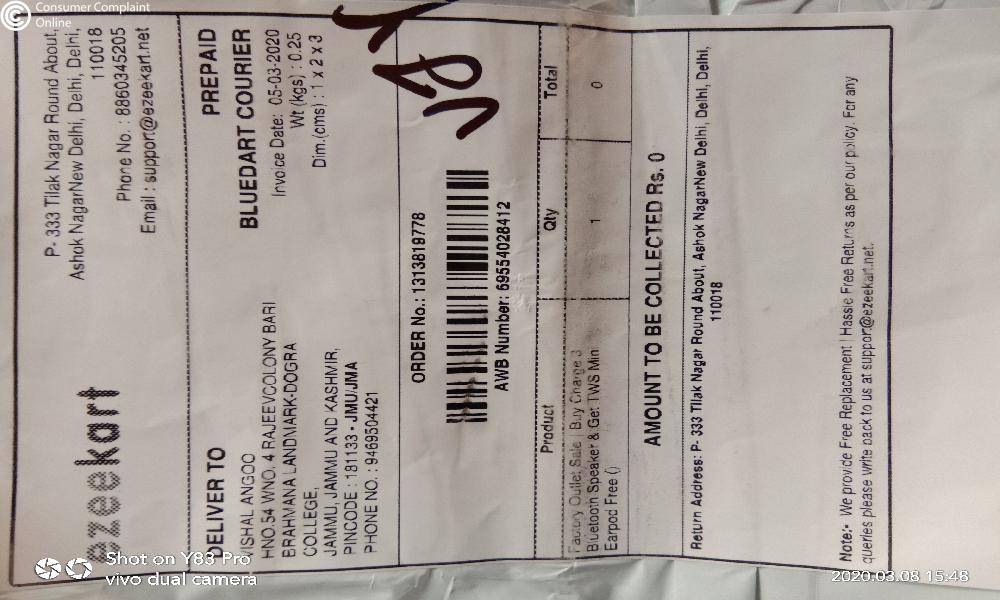 Consumer Complaint
Online
ezeekart
P- 333 Tilak Nagar Round About,
Ashok NagarNew Delhi, Delhi,
110018
Phone No. : 8860345205
Email : support@ezeekart.net
DELIVER TO
VISHAL ANGOO
HNO.54 WNO. 4 RAJEEVCOLONY BARI
BRAHMANA LANDMARK-DOGRA
COLLEGE,
JAMMU, JAMMU AND KASHMIR,
PINCODE : 181133 - JMU/JMA
PHONE NO. : 9469504421
PREPAID
BLUEDART COURIER
Invoice Date: 05-03-2020
Wt (kgs) : 0.25
Dim.(cms) : 1 x 2 x 3
ORDER No.: 1313819778
AWB Number: 69554028412
Product Qty Total
Factory Outlet Sale | Buy Charge 3 1 0
Bluetooth Speaker & Get TWS Mini
Earpod Free ()
AMOUNT TO BE COLLECTED Rs. 0
Return Address: P- 333 Tilak Nagar Round About, Ashok NagarNew Delhi, Delhi, Delhi,
110018
Note:- We provide Free Replacement | Hassle Free Returns as per our policy. For any
queries please write back to us at support@ezeekart.net.
Shot on Y83 Pro
vivo dual camera
2020.03.08 15:48